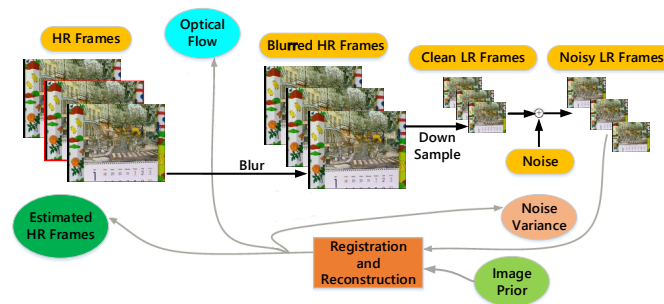 HR Frames
Optical
Flow
Blurred HR Frames
Clean LR Frames
Noisy LR Frames
Blur
Down
Sample
Noise
Estimated
HR Frames
Registration
and
Reconstruction
Noise
Variance
Image
Prior